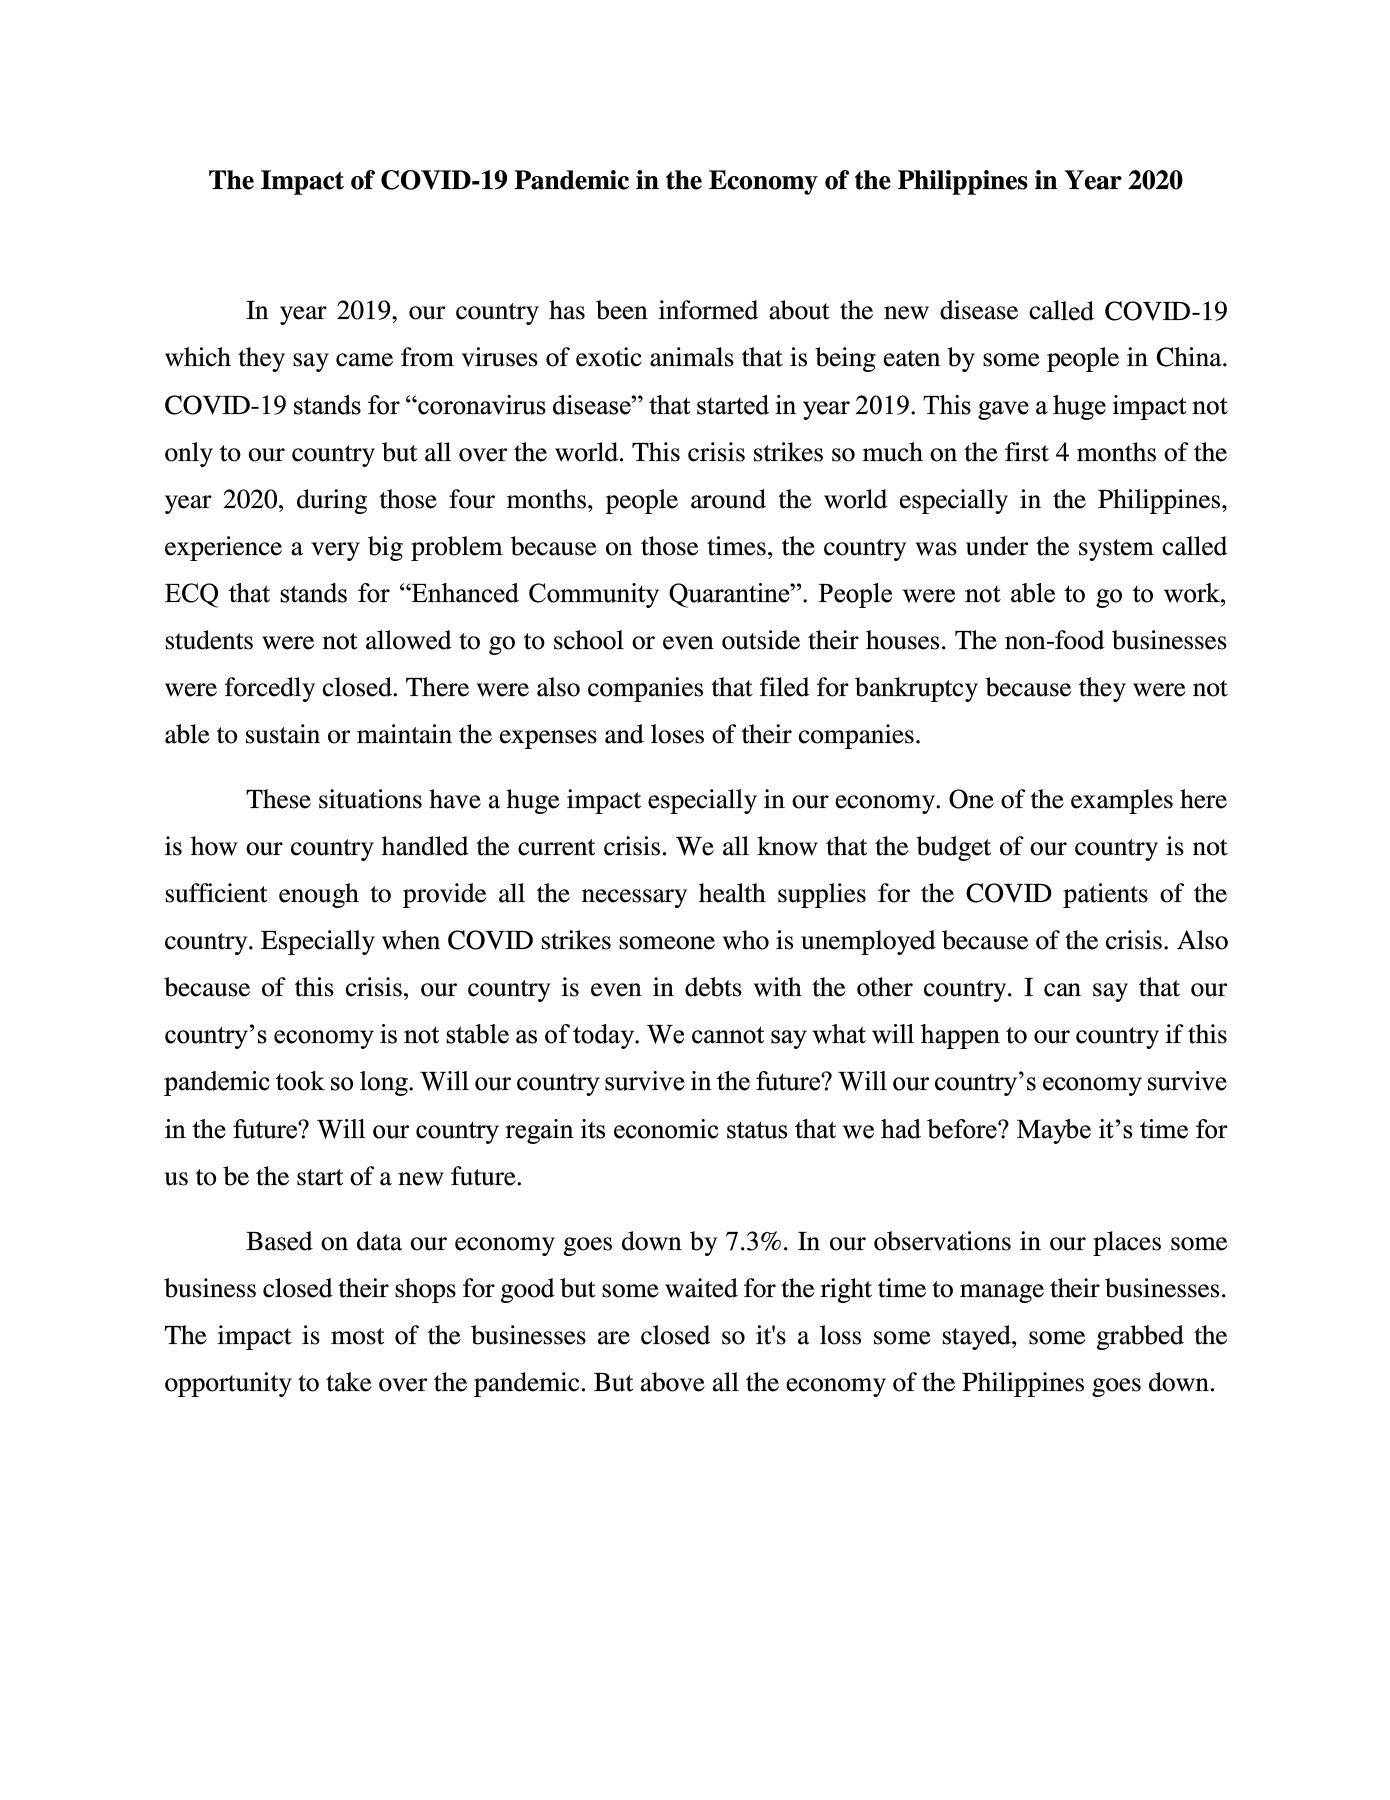 The Impact of COVID-19 Pandemic in the Economy of the Philippines in Year 2020
In year 2019, our country has been informed about the new disease called COVID-19
which they say came from viruses of exotic animals that is being eaten by some people in China.
COVID-19 stands for “coronavirus disease” that started in year 2019. This gave a huge impact not
only to our country but all over the world. This crisis strikes so much on the first 4 months of the
year 2020, during those four months, people around the world especially in the Philippines,
experience a very big problem because on those times, the country was under the system called
ECQ that stands for “Enhanced Community Quarantine”. People were not able to go to work,
students were not allowed to go to school or even outside their houses. The non-food businesses
were forcedly closed. There were also companies that filed for bankruptcy because they were not
able to sustain or maintain the expenses and loses of their companies.
These situations have a huge impact especially in our economy. One of the examples here
is how our country handled the current crisis. We all know that the budget of our country is not
sufficient enough to provide all the necessary health supplies for the COVID patients of the
country. Especially when COVID strikes someone who is unemployed because of the crisis. Also
because of this crisis, our country is even in debts with the other country. I can say that our
country’s economy is not stable as of today. We cannot say what will happen to our country if this
pandemic took so long. Will our country survive in the future? Will our country’s economy survive
in the future? Will our country regain its economic status that we had before? Maybe it’s time for
us to be the start of a new future.
Based on data our economy goes down by 7.3%. In our observations in our places some
business closed their shops for good but some waited for the right time to manage their businesses.
The impact is most of the businesses are closed so it's a loss some stayed, some grabbed the
opportunity to take over the pandemic. But above all the economy of the Philippines goes down.